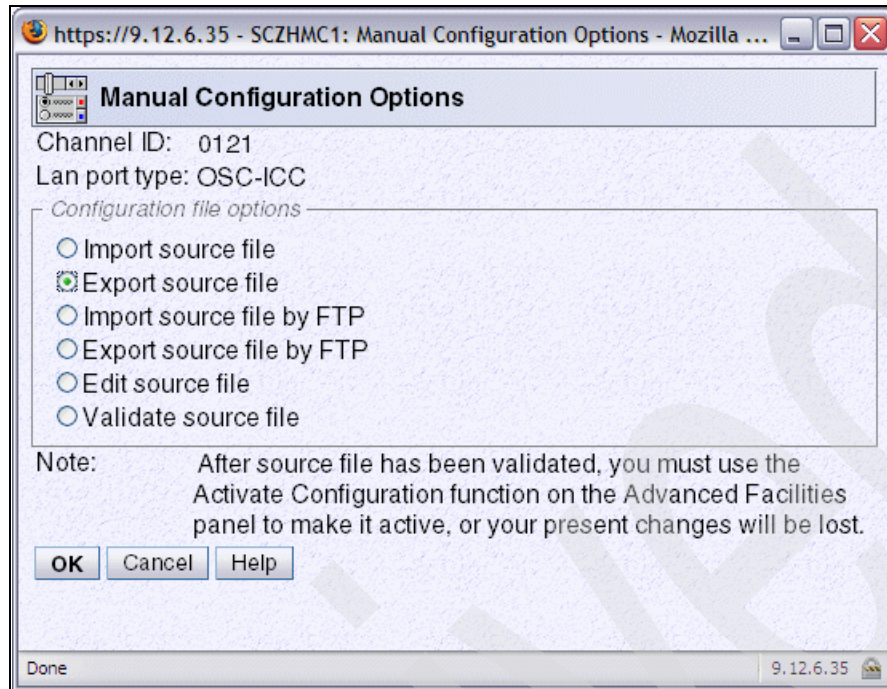 https://9.12.6.35 - SCZHMC1: Manual Configuration Options - Mozilla ...
Manual Configuration Options
Channel ID: 0121
Lan port type: OSC-ICC
Configuration file options
Import source file
Export source file
Import source file by FTP
Export source file by FTP
Edit source file
Validate source file
Note: After source file has been validated, you must use the
Activate Configuration function on the Advanced Facilities
panel to make it active, or your present changes will be lost.
OK Cancel Help
Done 9.12.6.35